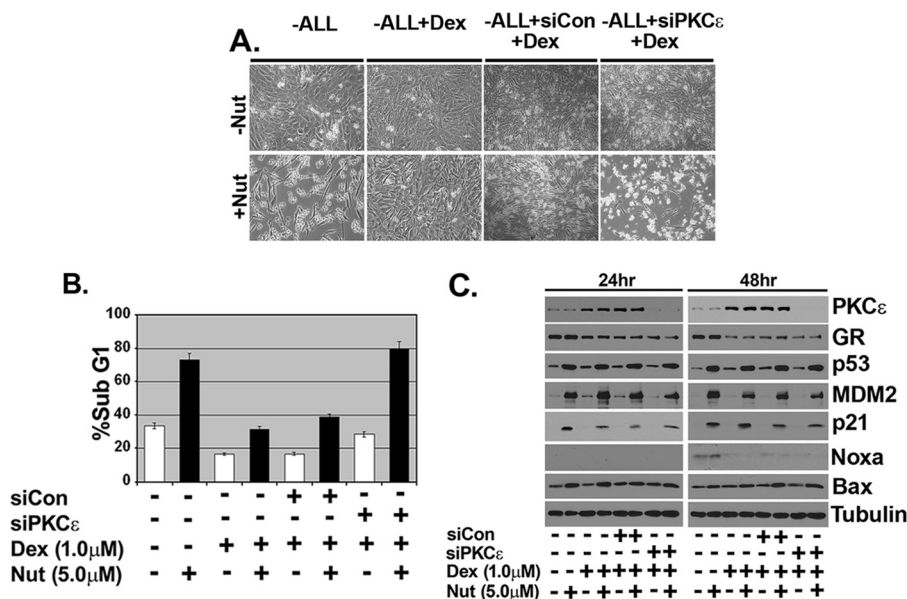 A.
-ALL
-ALL+Dex
-ALL+siCon
+Dex
-ALL+siPKCε
+Dex
-Nut
+Nut
B.
%Sub G1
100
80
60
40
20
0
siCon - - - - + + - -
siPKCε - - - - - - + +
Dex (1.0μM) - - + + + + + +
Nut (5.0μM) - + - + - + - +
C.
24hr 48hr
PKCε
GR
p53
MDM2
p21
Noxa
Bax
Tubulin
siCon - - - - + + - - - - - - + + - -
siPKCε - - - - - - + + - - - - - - + +
Dex (1.0μM) - - + + + + + + - - + + + + + +
Nut (5.0μM) - + - + - + - + - + - + - + - +